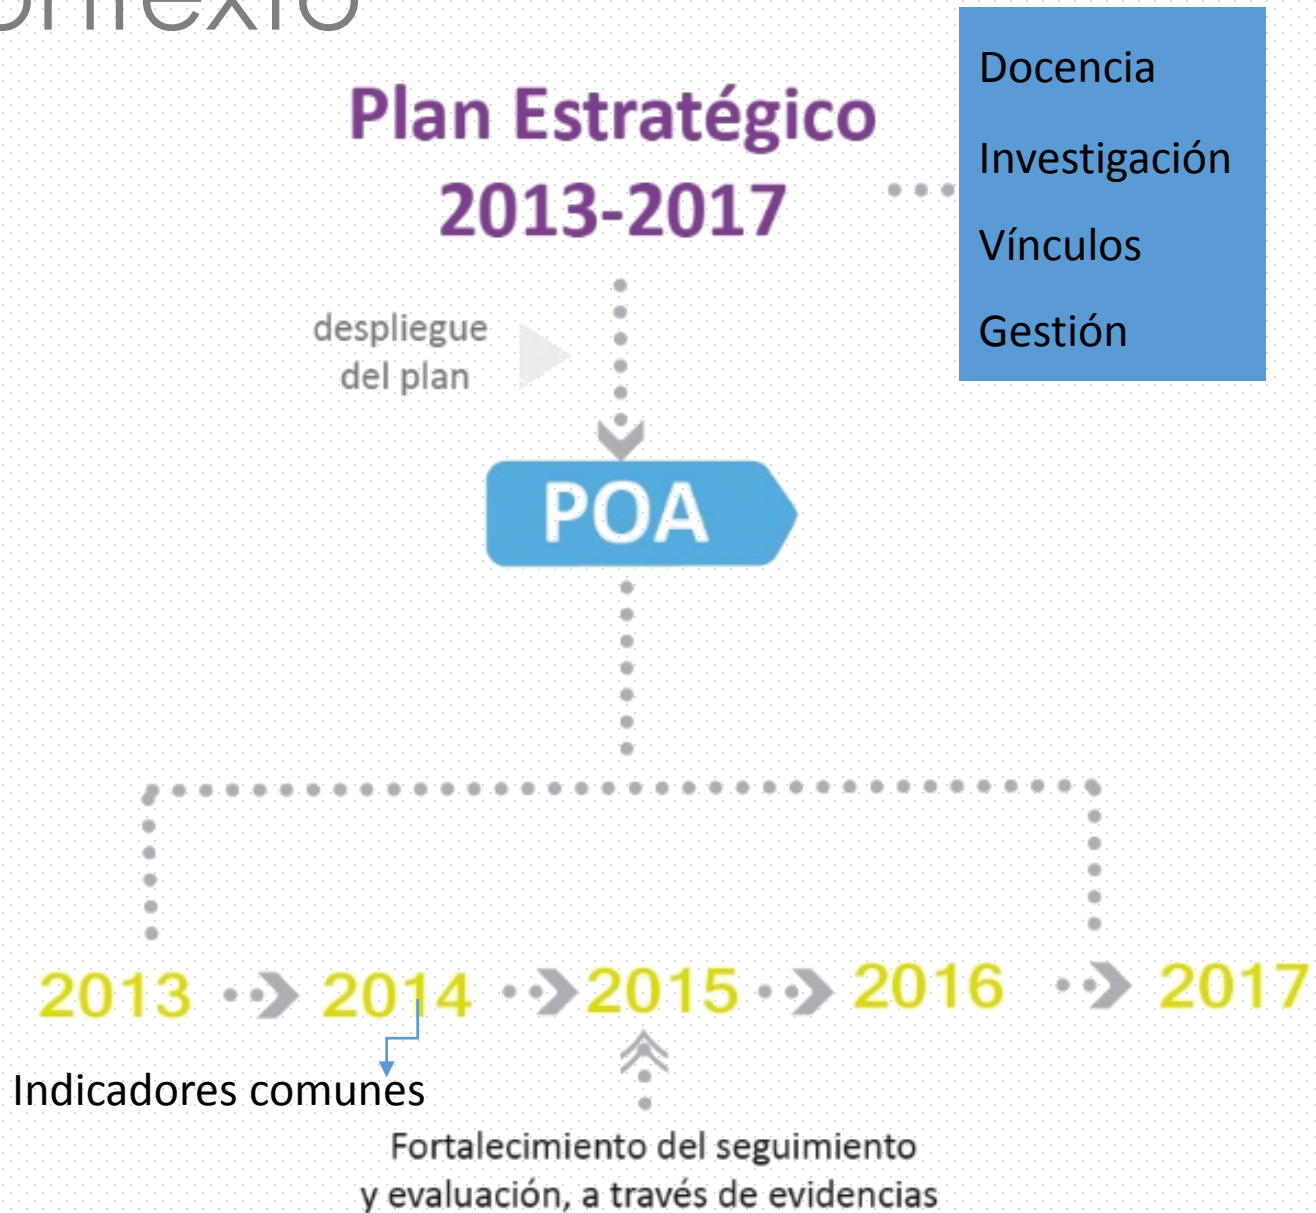 ontexto
Plan Estratégico
2013-2017
Docencia
Investigación
Vínculos
Gestión
despliegue
del plan
POA
2013
2014
2015
2016
2017
Indicadores comunes
Fortalecimiento del seguimiento
y evaluación, a través de evidencias